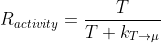 R_{activity} = \frac{T}{T + k_{T \to \mu}}